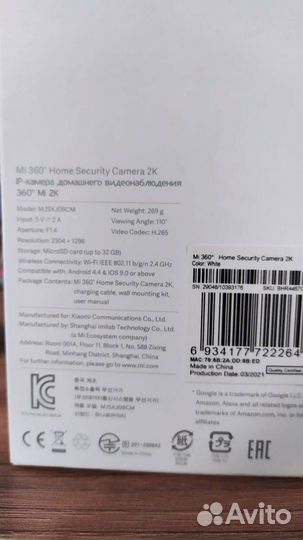 Mi 360° Home Security Camera 2K
IP-камера домашнего видеонаблюдения
360° Mi 2K
Model: MJSXJ09CM
Net Weight: 289 g
Input: 5 V ⎓ 2 A
Viewing Angle: 110°
Aperture: F1.4
Video Codec: H.265
Resolution: 2304 × 1296
Storage: MicroSD card (up to 32 GB)
Wireless Connectivity: Wi-Fi IEEE 802.11 b/g/n 2.4 GHz
Compatible with: Android 4.4 & iOS 9.0 or above
Package Contents: Mi 360° Home Security Camera 2K,
charging cable, wall mounting kit,
user manual
Manufactured for: Xiaomi Communications Co., Ltd.
Manufactured by: Shanghai Imilab Technology Co., Ltd.
(a Mi Ecosystem company)
Address: Room 001A, Floor 11, Block 1, No. 588 Zixing
Road, Minhang District, Shanghai, China
For further information, please go to www.mi.com
Mi 360° Home Security Camera 2K
Color: White
SN: 29048/10393176
SKU: BHR4457
6 934177 722264
MAC: 78:8B:2A:DD:6B:ED
Made in China
Production Date: 03/2021
Quality Certified
* Google is a trademark of Google LLC.
Amazon, Alexa and all related logos
trademarks of Amazon.com
MJSXJ09CM
201-200842
Made in China
EAC
Avito